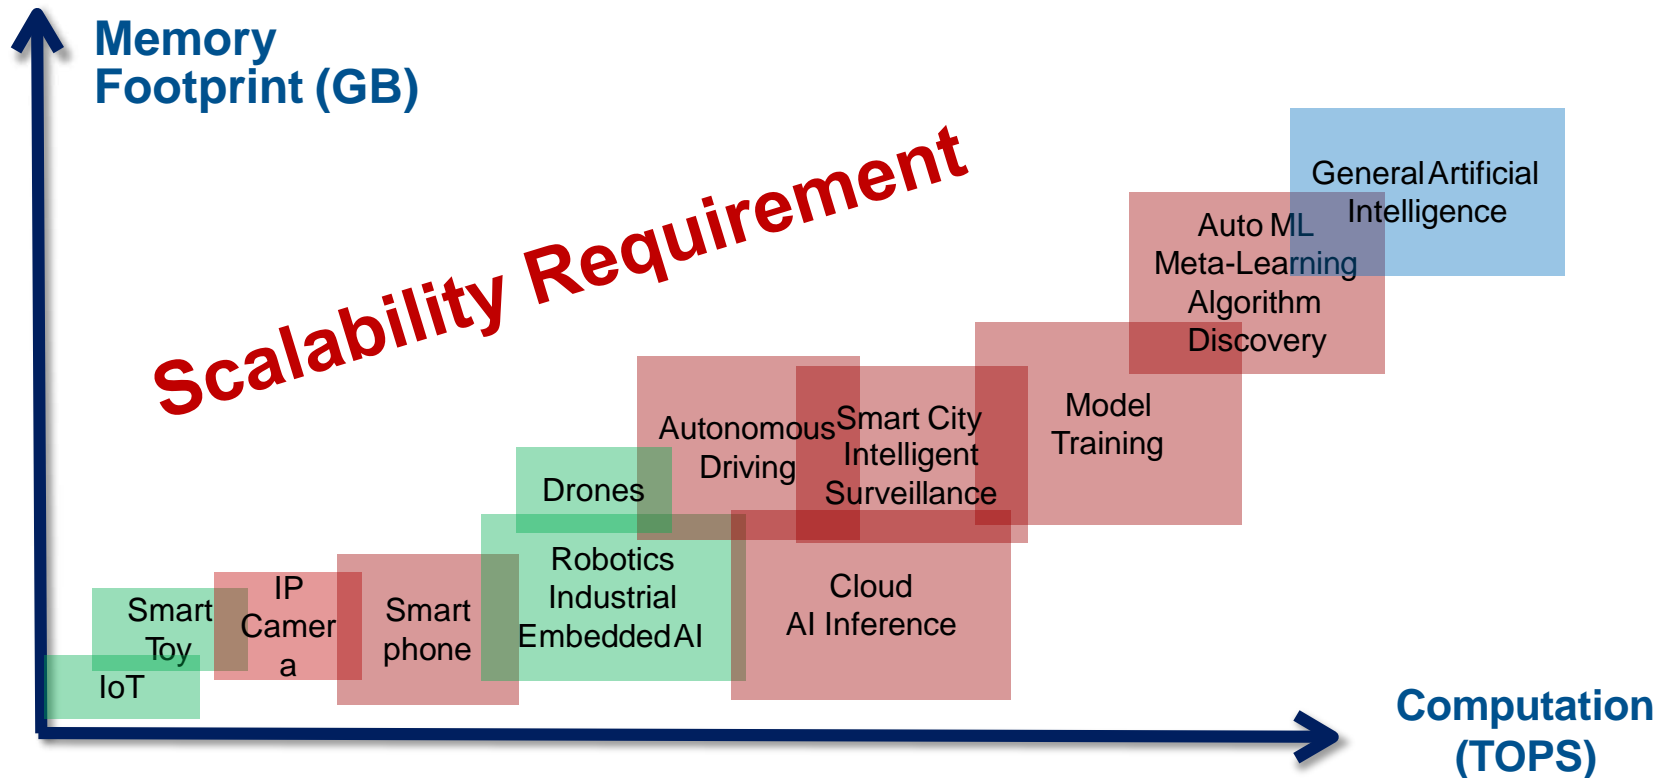 Memory
Footprint (GB)
Scalability Requirement
General Artificial
Intelligence
Auto ML
Meta-Learning
Algorithm
Discovery
Model
Training
Smart City
Intelligent
Surveillance
Autonomous
Driving
Drones
Robotics
Industrial
Embedded AI
Cloud
AI Inference
Smart
phone
IP
Camer
a
Smart
Toy
IoT
Computation
(TOPS)